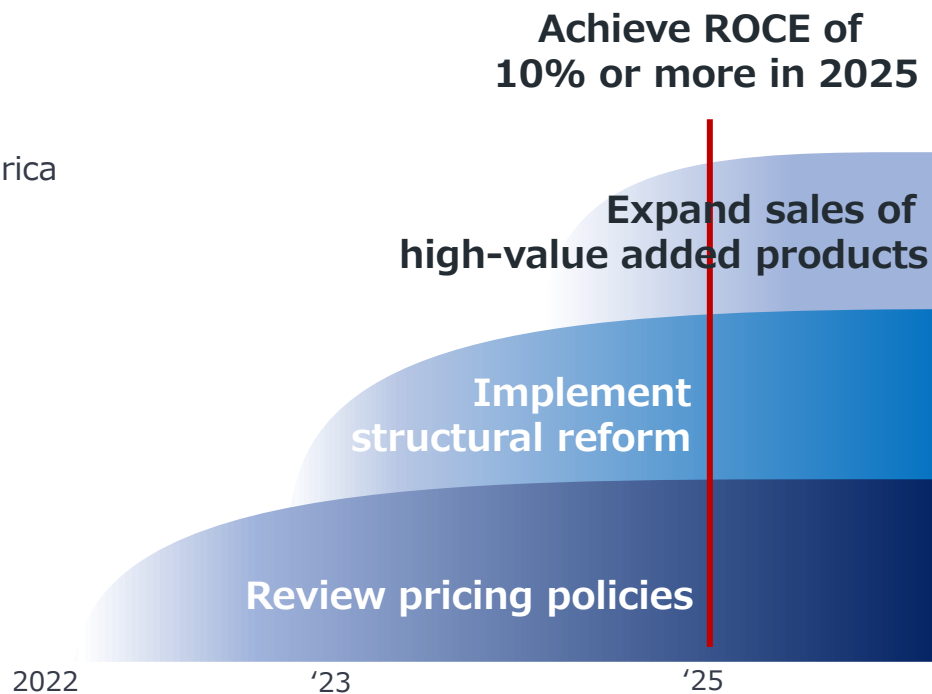 Achieve ROCE of
10% or more in 2025
rica
Expand sales of
high-value added products
Implement
structural reform
Review pricing policies
2022
‘23
‘25